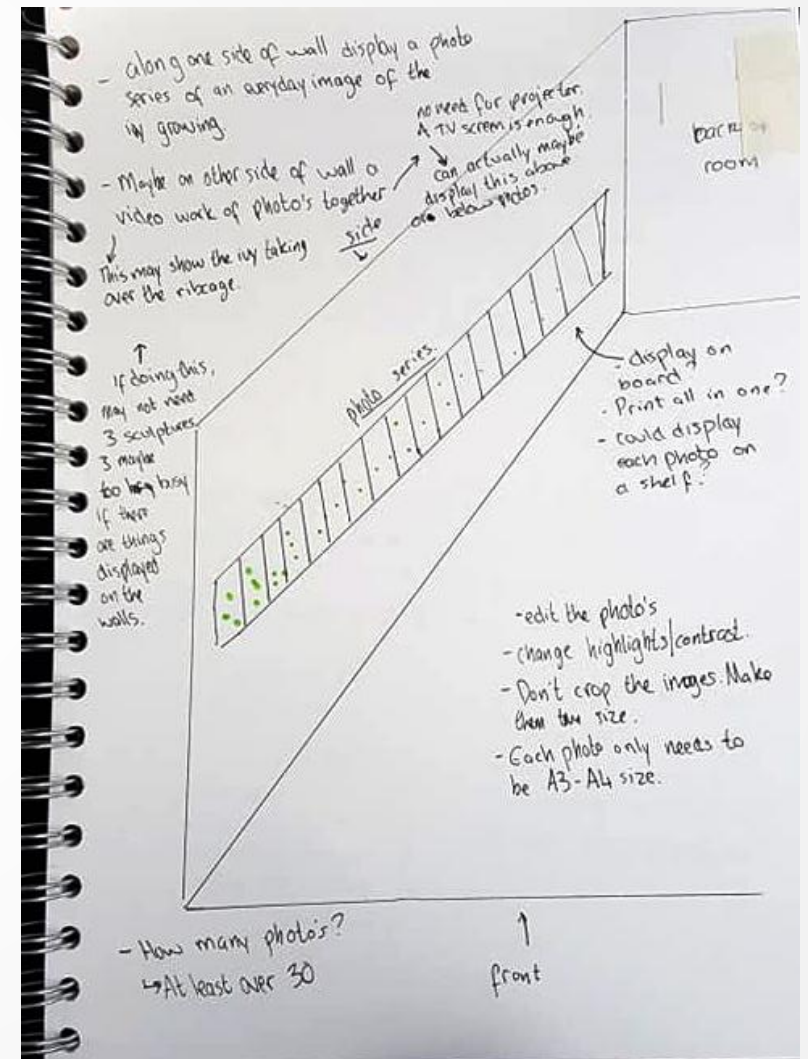 - along one side of wall display a photo
series of an everyday image of the
ivy growing.
- Maybe on other side of wall a
video work of photo's together
This may show the ivy taking
over the ribcage.
If doing this,
may not need
3 sculptures
3 maybe
too busy
if there
are things
displayed
on the
walls.
no need for projector.
A TV screen is enough.
can actually maybe
display this above
or below photos.
side
back of
room
photo series.
- display on
board?
- Print all in one?
- could display
each photo on
a shelf?
- edit the photo's
- change highlights/contrast.
- Don't crop the images. Make
them size.
- Each photo only needs to
be A3-A4 size.
- How many photo's?
↳ At least over 30
front